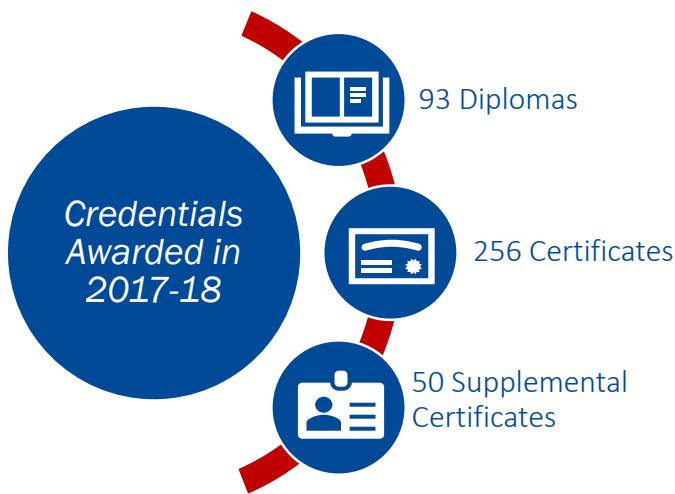 Credentials
Awarded in
2017-18
93 Diplomas
256 Certificates
50 Supplemental
Certificates